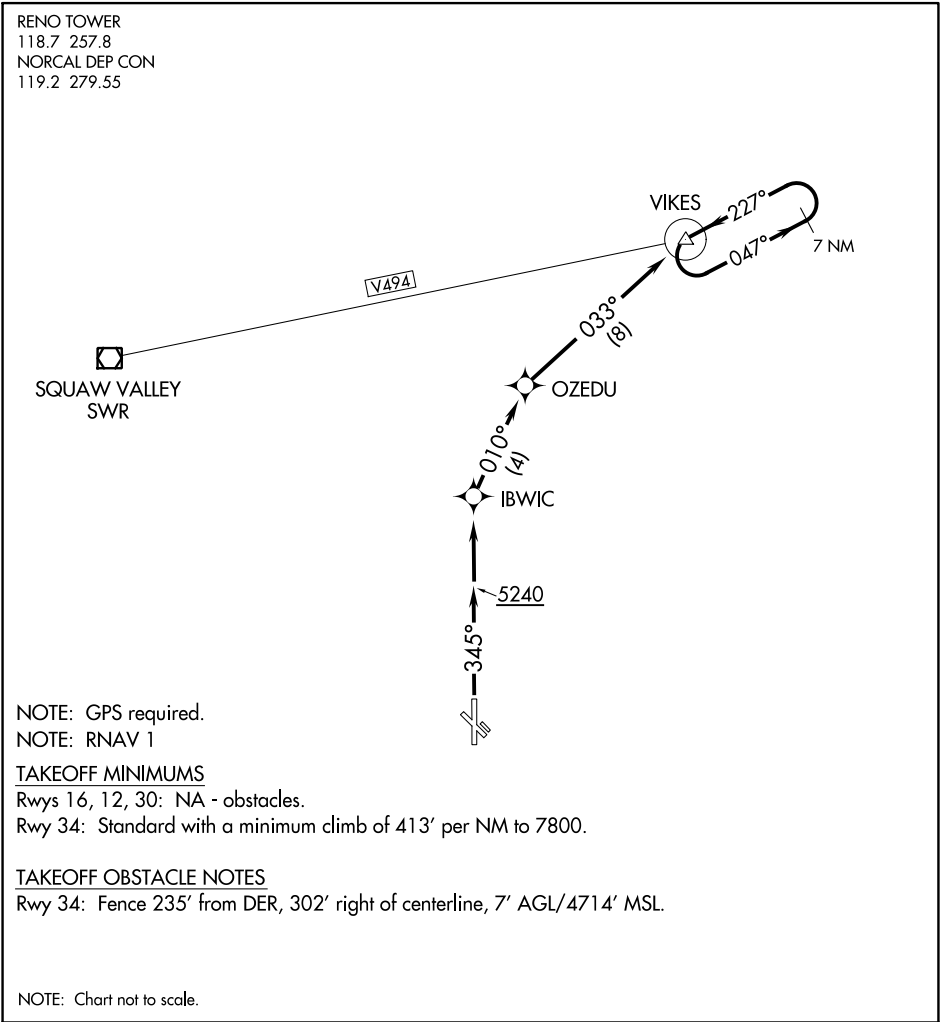 RENO TOWER
118.7 257.8
NORCAL DEP CON
119.2 279.55
VIKES
227°
047°
7 NM
V494
033°
(8)
SQUAW VALLEY
SWR
OZEDU
010°
(4)
IBWIC
5240
345°
NOTE: GPS required.
NOTE: RNAV 1
TAKEOFF MINIMUMS
Rwys 16, 12, 30: NA - obstacles.
Rwy 34: Standard with a minimum climb of 413' per NM to 7800.
TAKEOFF OBSTACLE NOTES
Rwy 34: Fence 235' from DER, 302' right of centerline, 7' AGL/4714' MSL.
NOTE: Chart not to scale.